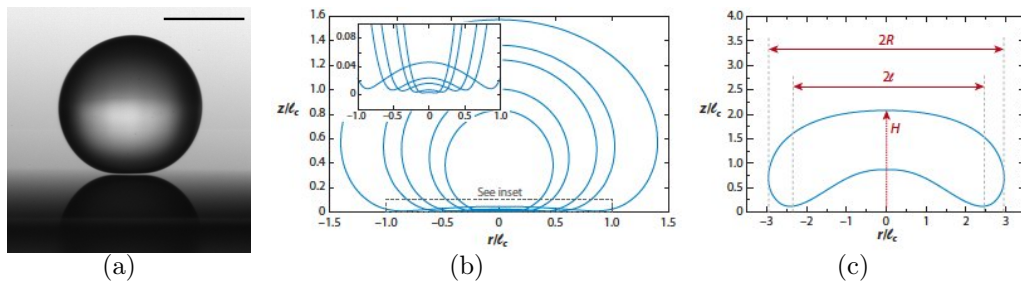 1.6
1.4
1.2
1.0
0.8
0.6
0.4
0.2
0
z/ℓc
0.08
0.04
0
−1.0 −0.5 0 0.5 1.0
See inset
−1.5 −1.0 −0.5 0 0.5 1.0 1.5
r/ℓc
4.0
3.5
3.0
2.5
2.0
1.5
1.0
0.5
0
z/ℓc
2R
2ℓ
H
−3 −2 −1 0 1 2 3
r/ℓc
(a) (b) (c)